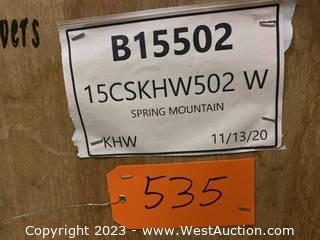 B15502
15CSKHW502 W
SPRING MOUNTAIN
KHW 11/13/20
535
Copyright 2023 - www.WestAuction.com